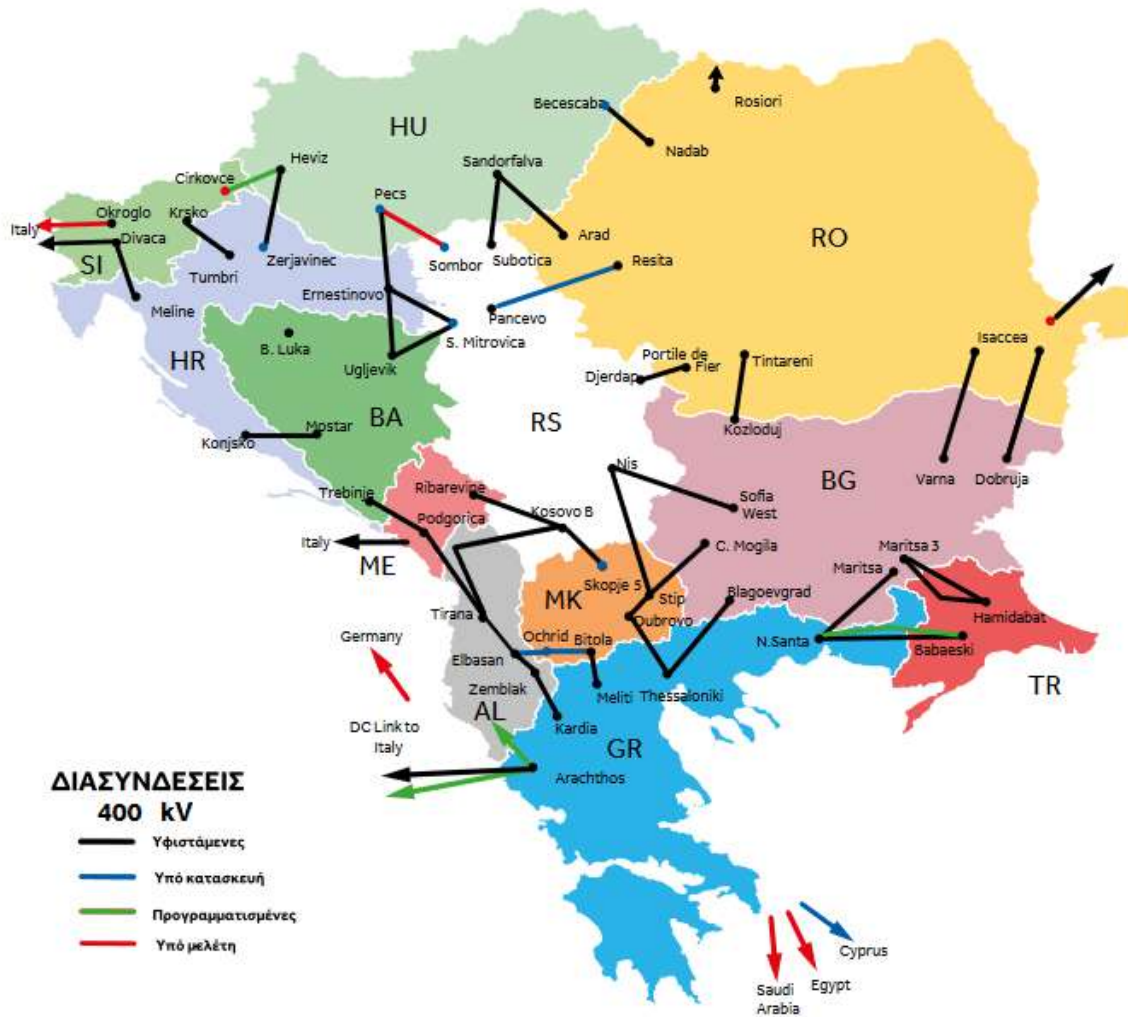 Rosiori
Becescaba
HU
Nadab
Heviz
Sandorfalva
Cirkovce
Pecs
Krsko
Okroglo
Italy
Divaca
Arad
RO
Zerjavinec
Sombor
Subotica
Resita
SI
Tumbri
Ernestinovo
Meline
Pancevo
Isaccea
S. Mitrovica
HR
B. Luka
Portile de
Fier
Tintareni
Ugljevik
Djerdap
BA
RS
Kozloduj
Konjsko
Mostar
Nis
BG
Varna
Dobruja
Trebinje
Ribarevine
Sofia
West
Podgorica
Kosovo B
Italy
C. Mogila
Maritsa 3
ME
Skopje 5
Maritsa
MK
Stip
Blagoevgrad
Tirana
Dubrovo
Hamidabat
Germany
Ochrid
Bitola
N.Santa
Babaeski
Elbasan
TR
Zemblak
Meliti
Thessaloniki
AL
DC Link to
Italy
Kardia
GR
Arachthos
ΔΙΑΣΥΝΔΕΣΕΙΣ
400 kV
Υφιστάμενες
Υπό κατασκευή
Προγραμματισμένες
Υπό μελέτη
Cyprus
Egypt
Saudi
Arabia